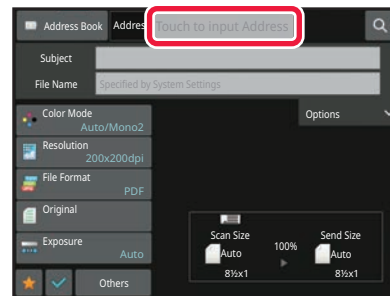 Address Book
Addres
Touch to input Address
Subject
File Name
Specified by System Settings
Color Mode
Auto/Mono2
Options
Resolution
200x200dpi
File Format
PDF
Original
Scan Size
100%
Send Size
Auto
Auto
8½x1
8½x1
Exposure
Auto
Others